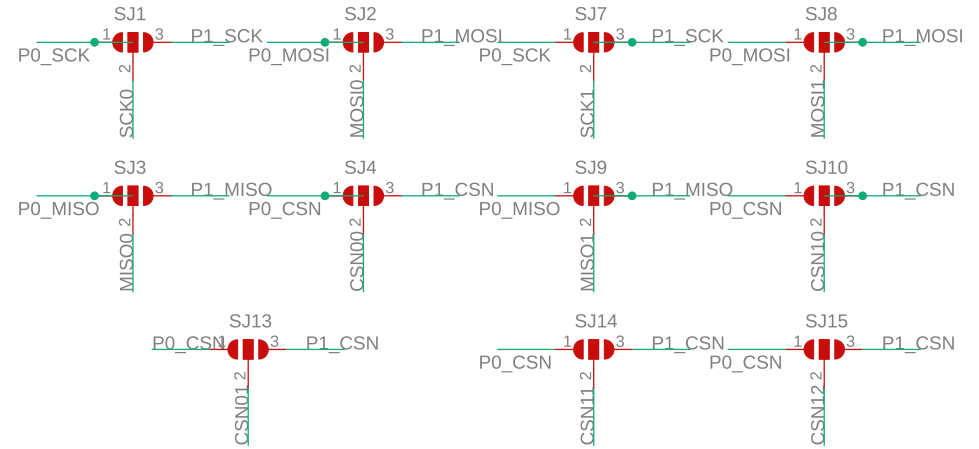 SJ1 SJ2 SJ7 SJ8
1 3 P1_SCK 1 3 P1_MOSI 1 3 P1_SCK 1 3 P1_MOSI
P0_SCK P0_MOSI P0_SCK P0_MOSI
2 2 2 2
SCK0 MOSI0 SCK1 MOSI1
SJ3 SJ4 SJ9 SJ10
1 3 P1_MISO 1 3 P1_CSN 1 3 P1_MISO 1 3 P1_CSN
P0_MISO P0_CSN P0_MISO P0_CSN
2 2 2 2
MISO0 CSN00 MISO1 CSN10
SJ13 SJ14 SJ15
P0_CSN 1 3 P1_CSN 1 3 P1_CSN 1 3 P1_CSN
P0_CSN P0_CSN
2 2 2
CSN01 CSN11 CSN12